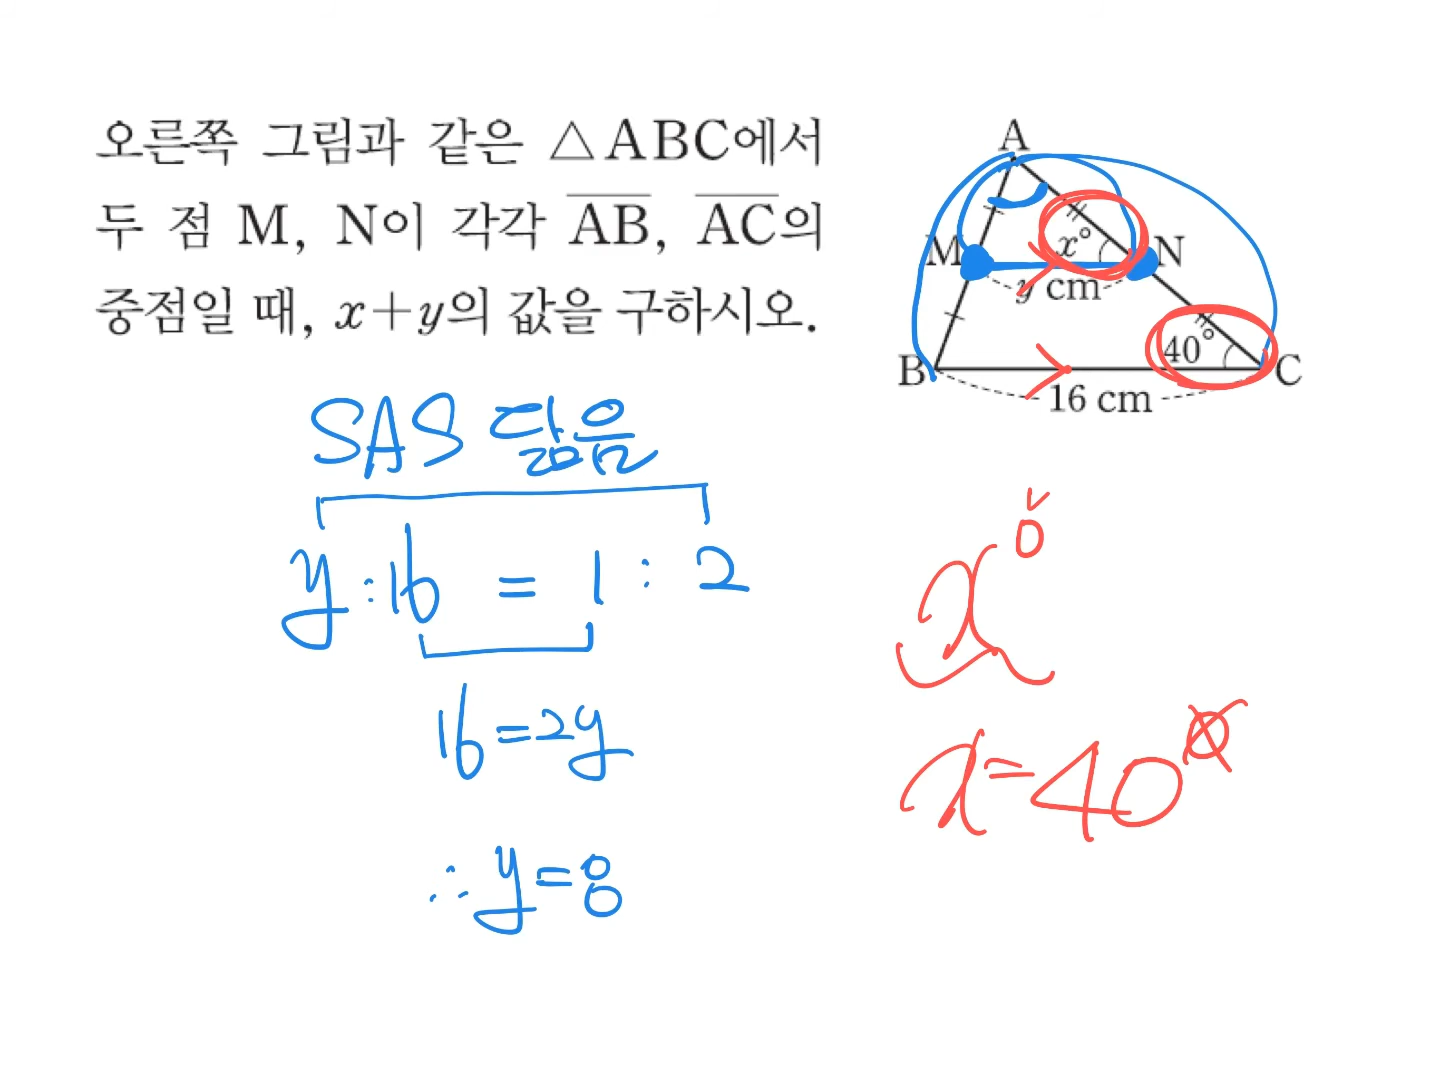 오른쪽 그림과 같은 △ABC에서
두 점 M, N이 각각 AB, AC의
중점일 때, x+y의 값을 구하시오.
A
M
x°
N
y cm
40°
B
C
16 cm
SAS 닮음
y : 16 = 1 : 2
16 = 2y
∴ y = 8
x°
x = 40°